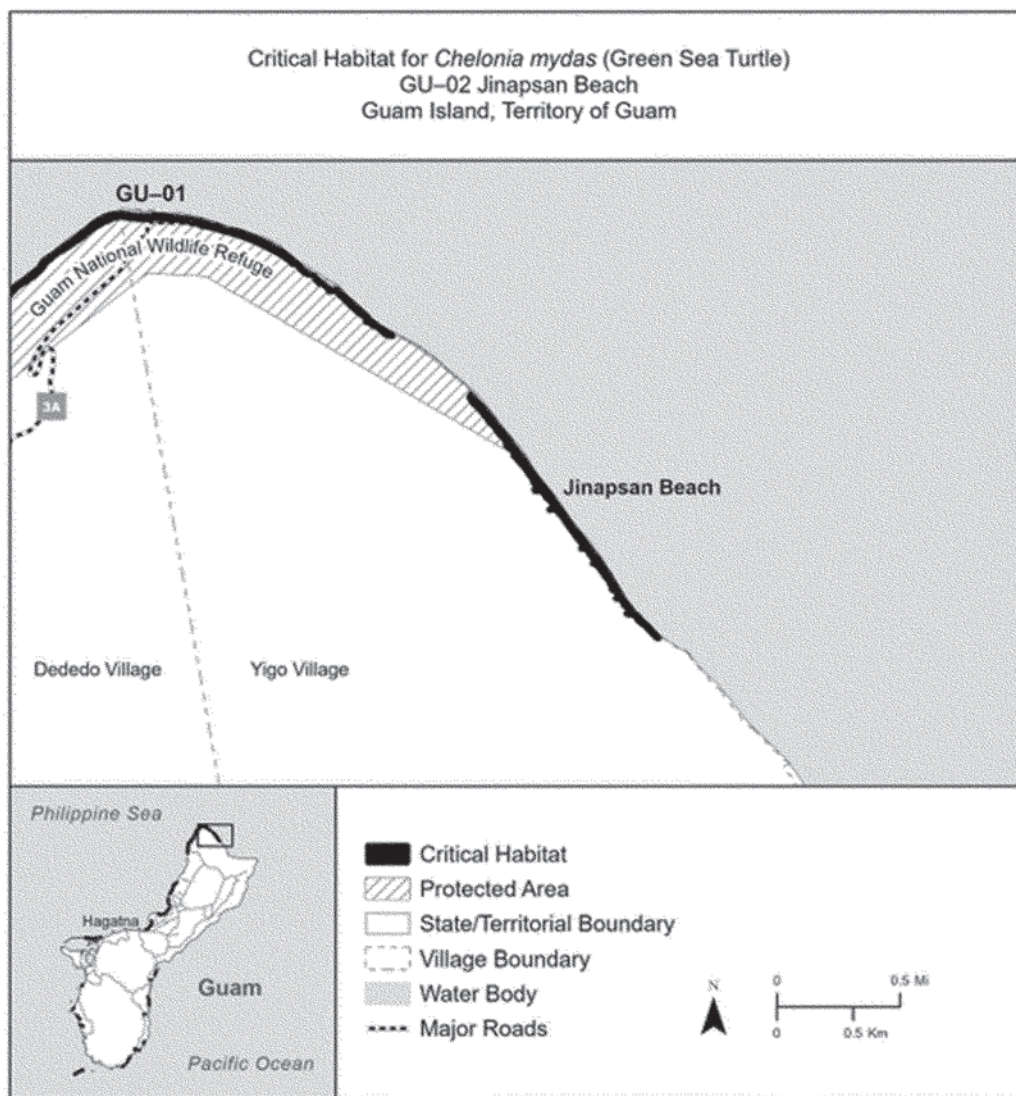 Critical Habitat for Chelonia mydas (Green Sea Turtle)
GU–02 Jinapsan Beach
Guam Island, Territory of Guam
GU–01
Guam National Wildlife Refuge
3A
Jinapsan Beach
Dededo Village
Yigo Village
Philippine Sea
Hagatna
Guam
Pacific Ocean
Critical Habitat
Protected Area
State/Territorial Boundary
Village Boundary
Water Body
Major Roads
N
0 0.5 Mi
0 0.5 Km